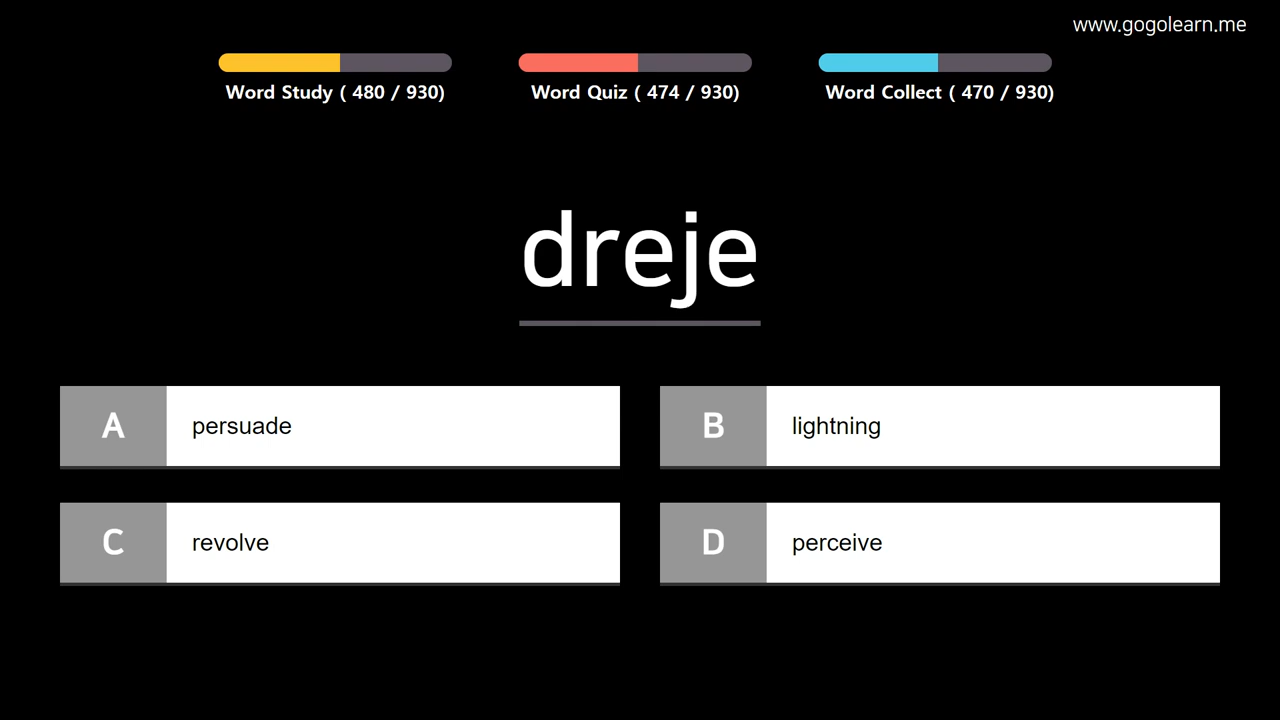 www.gogolearn.me
Word Study ( 480 / 930)
Word Quiz ( 474 / 930)
Word Collect ( 470 / 930)
dreje
A persuade
B lightning
C revolve
D perceive